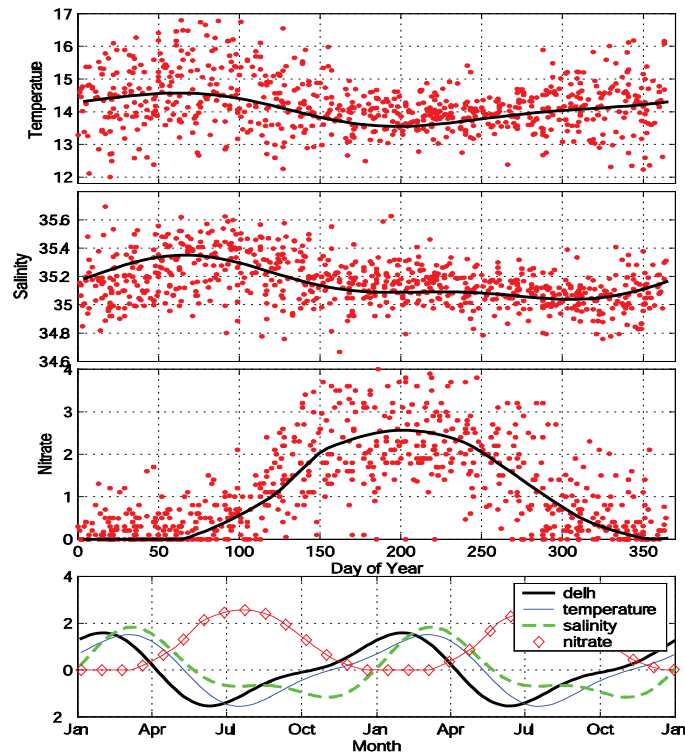 17
16
15
14
13
12
Temperature
35.6
35.4
35.2
35
34.8
34.6
Salinity
4
3
2
1
0
Nitrate
0 50 100 150 200 250 300 350
Day of Year
4
2
0
2
delh
temperature
salinity
nitrate
Jan Apr Jul Oct Jan Apr Jul Oct Jan
Month